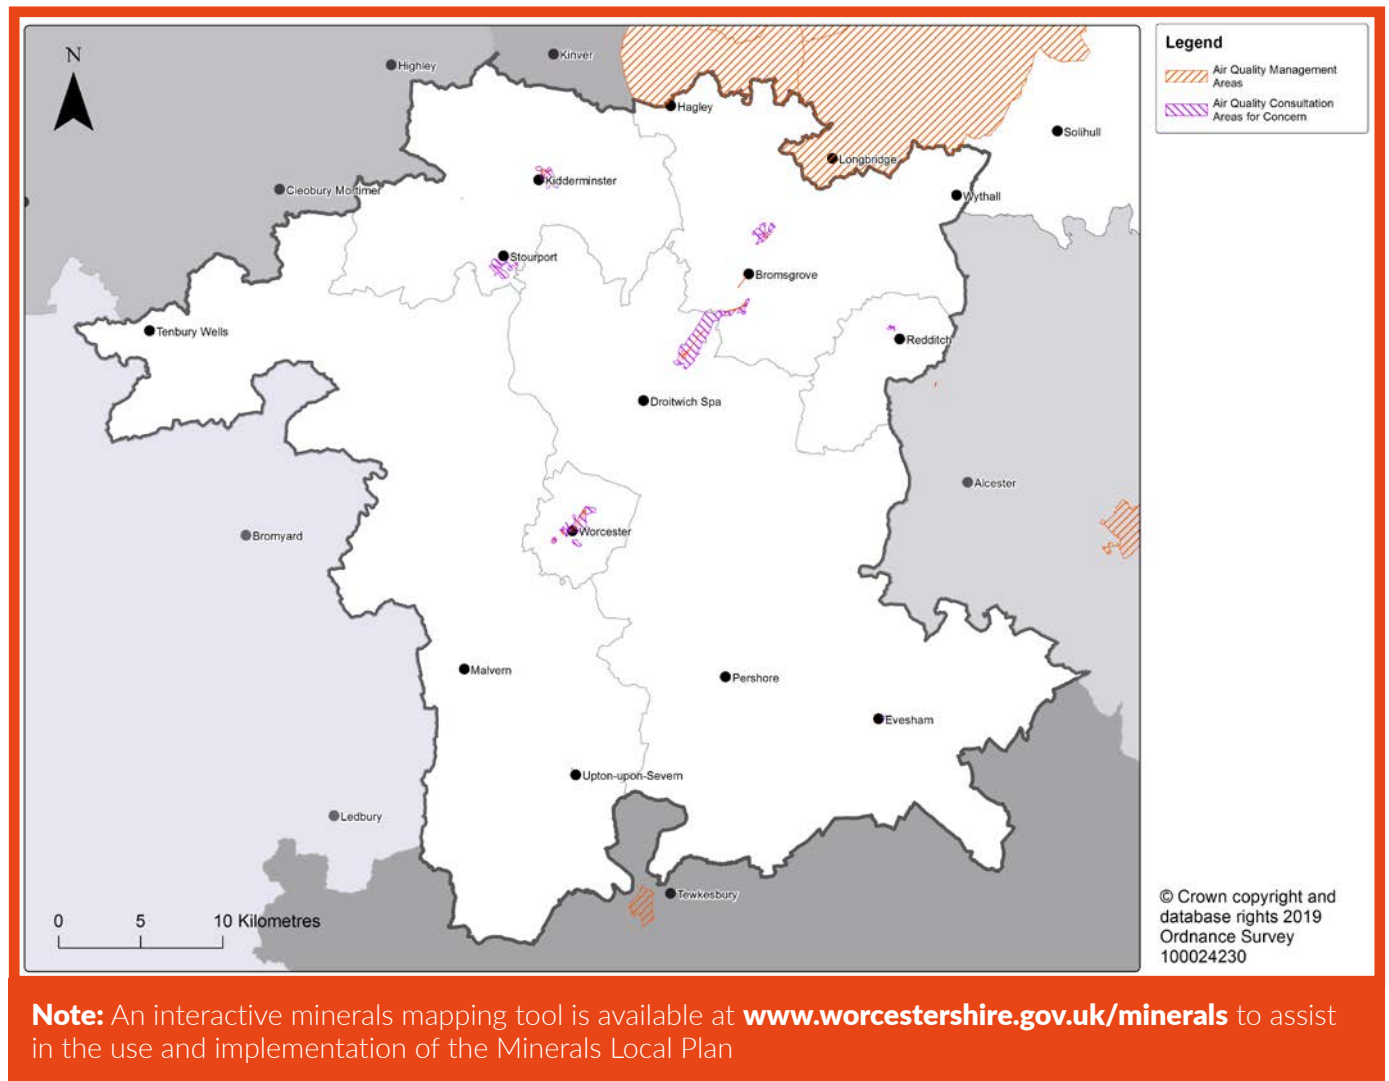 N
Kinver
Highley
Hagley
Solihull
Longbridge
Kidderminster
Cleobury Mortimer
Wythall
Stourport
Bromsgrove
Tenbury Wells
Redditch
Droitwich Spa
Alcester
Worcester
Bromyard
Malvern
Pershore
Evesham
Upton-upon-Severn
Ledbury
Tewkesbury
0 5 10 Kilometres
Legend
Air Quality Management
Areas
Air Quality Consultation
Areas for Concern
© Crown copyright and
database rights 2019
Ordnance Survey
100024230
Note: An interactive minerals mapping tool is available at www.worcestershire.gov.uk/minerals to assist
in the use and implementation of the Minerals Local Plan